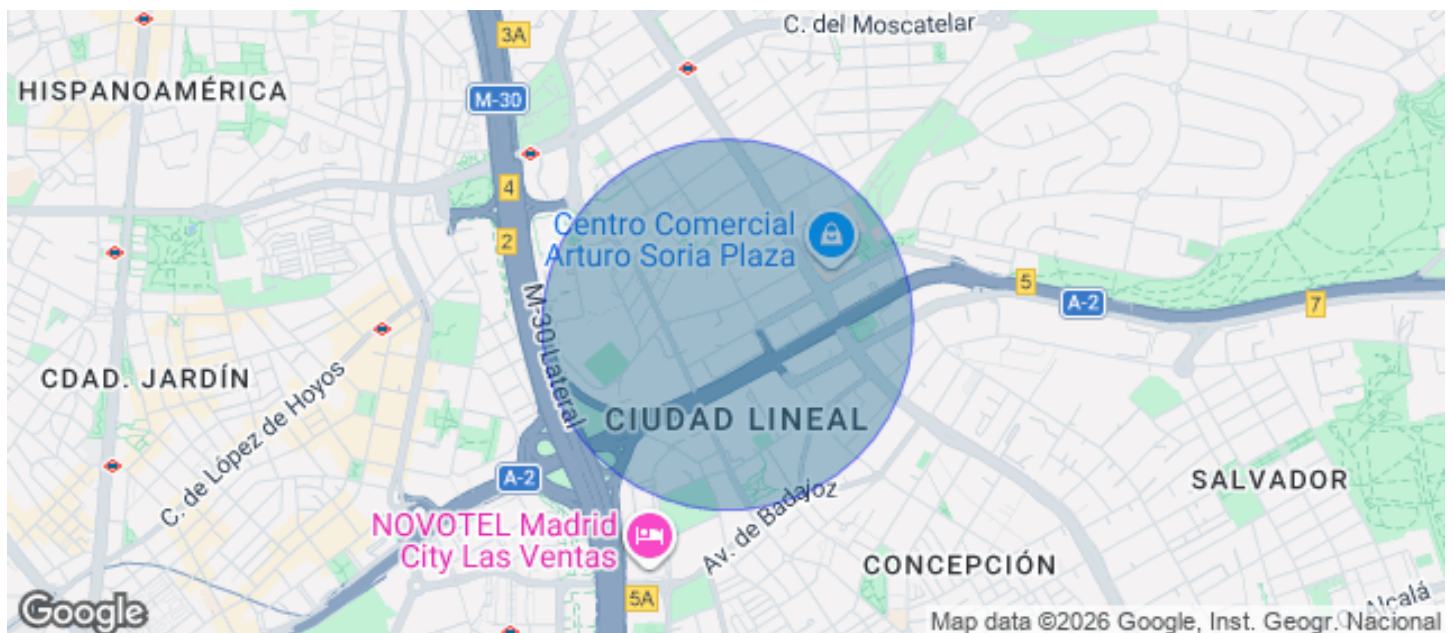 C. del Moscatelar
3A
HISPANOAMÉRICA
M-30
4
Centro Comercial
Arturo Soria Plaza
2
5
A-2
7
M-30 Lateral
CDAD. JARDÍN
C. de López de Hoyos
CIUDAD LINEAL
A-2
SALVADOR
NOVOTEL Madrid
City Las Ventas
Av. de Badajoz
CONCEPCIÓN
5A
Alcalá
Google
Map data ©2026 Google, Inst. Geogr. Nacional